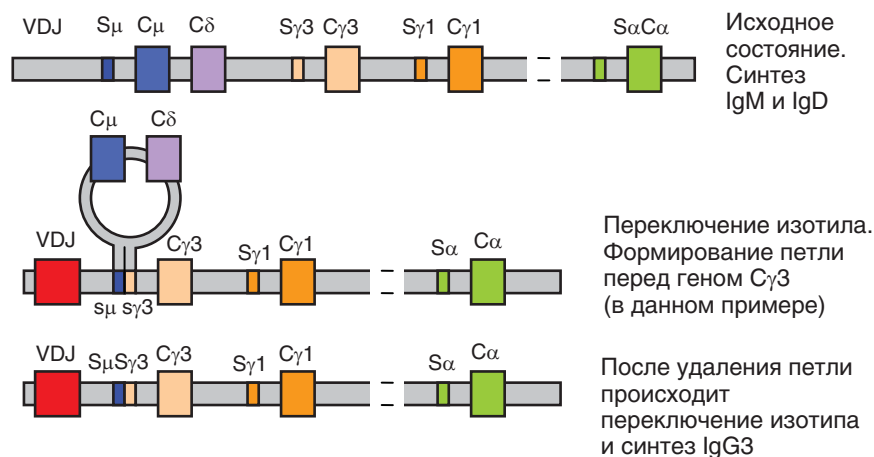 VDJ Sμ Cμ Cδ Sγ3 Cγ3 Sγ1 Cγ1 SαCα
Исходное
состояние.
Синтез
IgM и IgD
Cμ Cδ
VDJ Cγ3 Sγ1 Cγ1 Sα Cα
sμ sγ3
Переключение изотила.
Формирование петли
перед геном Cγ3
(в данном примере)
VDJ SμSγ3 Cγ3 Sγ1 Cγ1 Sα Cα
После удаления петли
происходит
переключение изотипа
и синтез IgG3